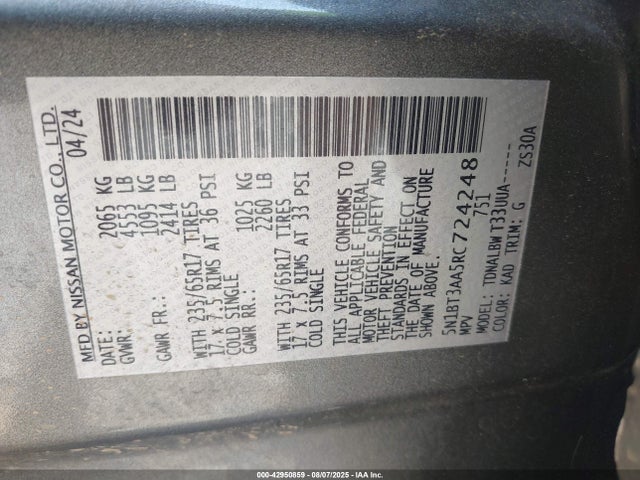 MFD BY NISSAN MOTOR CO., LTD.
DATE: 04/24
GVWR: 2065 KG
4553 LB
GAWR FR.: 1095 KG
2414 LB
WITH 235/65R17 TIRES
17 X 7.5 RIMS AT 36 PSI
COLD SINGLE
GAWR RR.: 1025 KG
2260 LB
WITH 235/65R17 TIRES
17 X 7.5 RIMS AT 33 PSI
COLD SINGLE
THIS VEHICLE CONFORMS TO
ALL APPLICABLE FEDERAL
MOTOR VEHICLE SAFETY AND
THEFT PREVENTION
STANDARDS IN EFFECT ON
THE DATE OF MANUFACTURE
SHOWN ABOVE.
5N1BT3AA5RC724248
MPV 751
MODEL: TDNALBW T33UUA-----
COLOR: KAD TRIM: G ZS30A
000-42950859 - 08/07/2025 - IAA Inc.